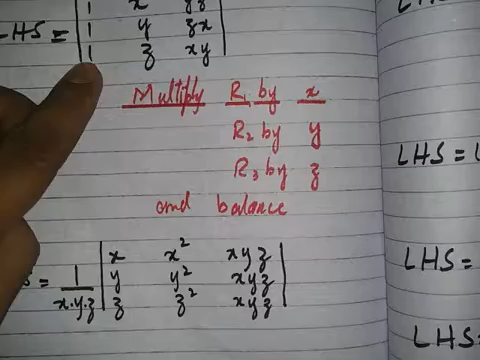 LHS = | 1 x yz |
| 1 y zx |
| 1 z xy |
Multiply R₁ by x
R₂ by y
R₃ by z
and balance
= 1/x.y.z | x x² xyz |
| y y² xyz |
| z z² xyz |
LHS =
LHS =
LHS =